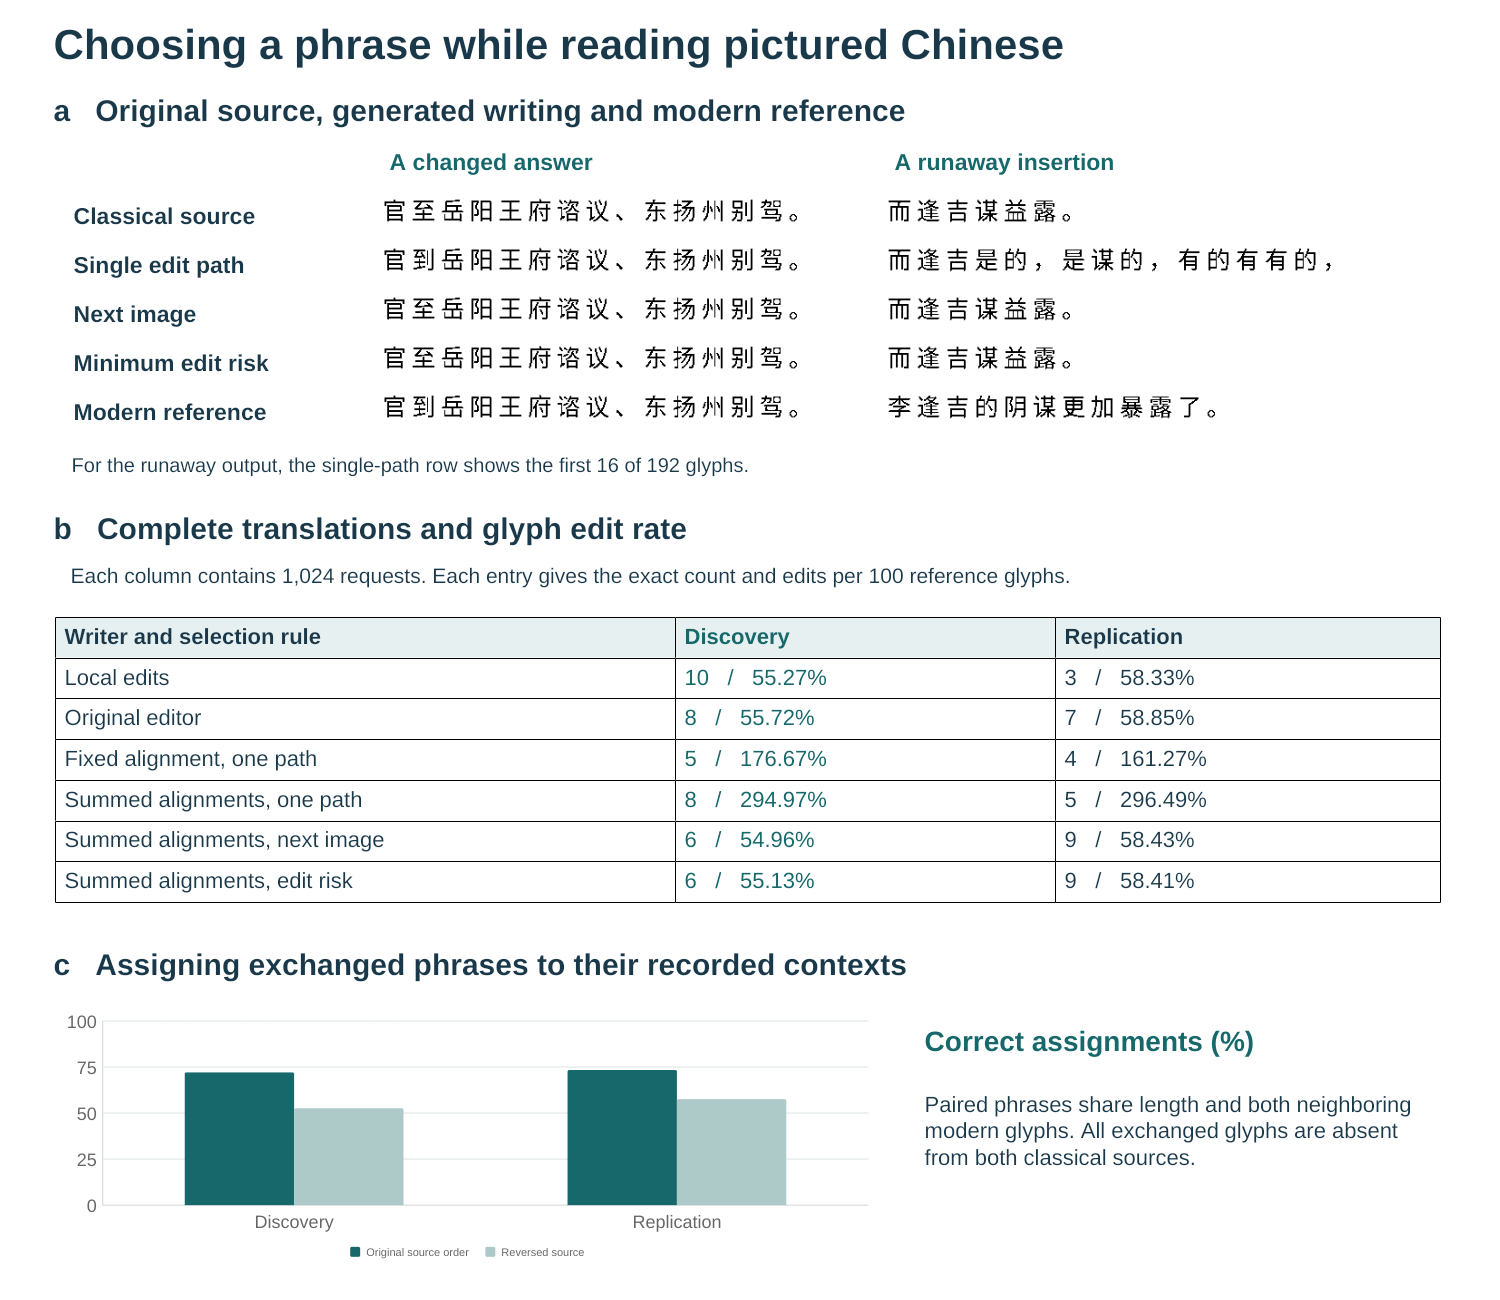 Choosing a phrase while reading pictured Chinese
a Original source, generated writing and modern reference
A changed answer A runaway insertion
Classical source 官至岳阳王府谘议、东扬州别驾。 而逢吉谋益露。
Single edit path 官到岳阳王府谘议、东扬州别驾。 而逢吉是的，是谋的，有的有有的，
Next image 官至岳阳王府谘议、东扬州别驾。 而逢吉谋益露。
Minimum edit risk 官至岳阳王府谘议、东扬州别驾。 而逢吉谋益露。
Modern reference 官到岳阳王府谘议、东扬州别驾。 李逢吉的阴谋更加暴露了。
For the runaway output, the single-path row shows the first 16 of 192 glyphs.
b Complete translations and glyph edit rate
Each column contains 1,024 requests. Each entry gives the exact count and edits per 100 reference glyphs.
Writer and selection rule Discovery Replication
Local edits 10 / 55.27% 3 / 58.33%
Original editor 8 / 55.72% 7 / 58.85%
Fixed alignment, one path 5 / 176.67% 4 / 161.27%
Summed alignments, one path 8 / 294.97% 5 / 296.49%
Summed alignments, next image 6 / 54.96% 9 / 58.43%
Summed alignments, edit risk 6 / 55.13% 9 / 58.41%
c Assigning exchanged phrases to their recorded contexts
100
75
50
25
0
Discovery Replication
Original source order Reversed source
Correct assignments (%)
Paired phrases share length and both neighboring
modern glyphs. All exchanged glyphs are absent
from both classical sources.